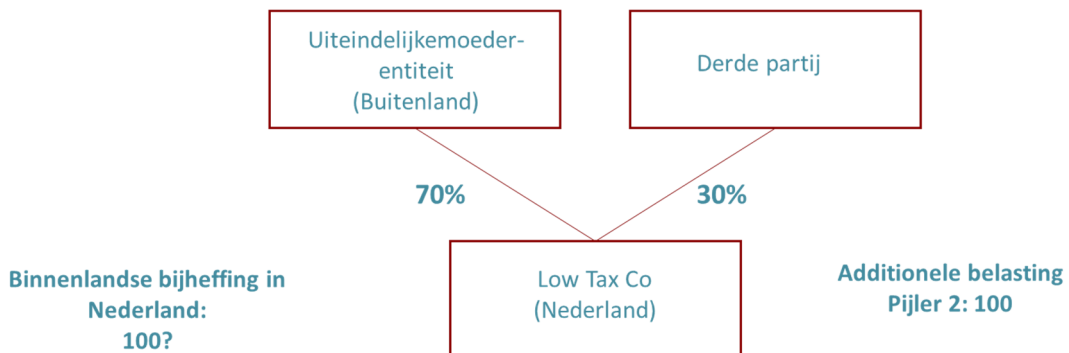 Uiteindelijkemoeder-
entiteit
(Buitenland)
Derde partij
70%
30%
Binnenlandse bijheffing in
Nederland:
100?
Low Tax Co
(Nederland)
Additionele belasting
Pijler 2: 100